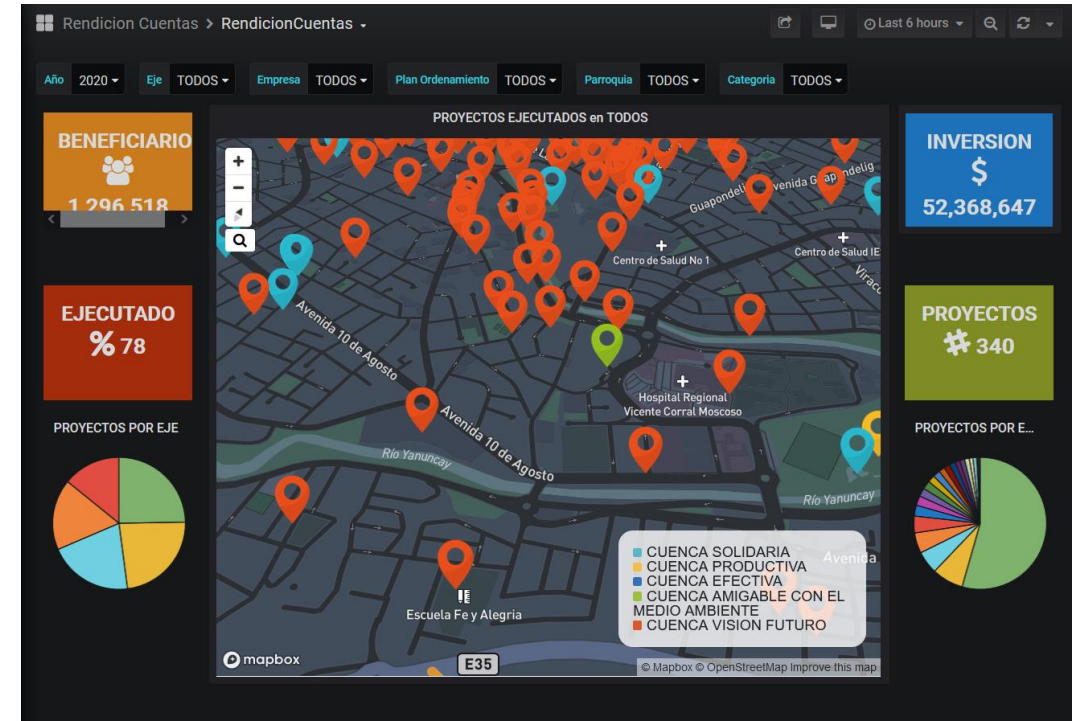 Rendicion Cuentas > RendicionCuentas
Last 6 hours
Año 2020 Eje TODOS Empresa TODOS Plan Ordenamiento TODOS Parroquia TODOS Categoria TODOS
BENEFICIARIO
1,296,518
PROYECTOS EJECUTADOS en TODOS
INVERSION
$
52,368,647
EJECUTADO
% 78
PROYECTOS
# 340
PROYECTOS POR EJE
PROYECTOS POR E...
Guapondelig
Avenida Guapondelig
Centro de Salud No 1
Centro de Salud IE
Avenida 10 de Agosto
Avenida 10 de Agosto
Hospital Regional
Vicente Corral Moscoso
Río Yanuncay
Río Yanuncay
Avenida
Escuela Fe y Alegria
E35
CUENCA SOLIDARIA
CUENCA PRODUCTIVA
CUENCA EFECTIVA
CUENCA AMIGABLE CON EL
MEDIO AMBIENTE
CUENCA VISION FUTURO
mapbox
© Mapbox © OpenStreetMap Improve this map